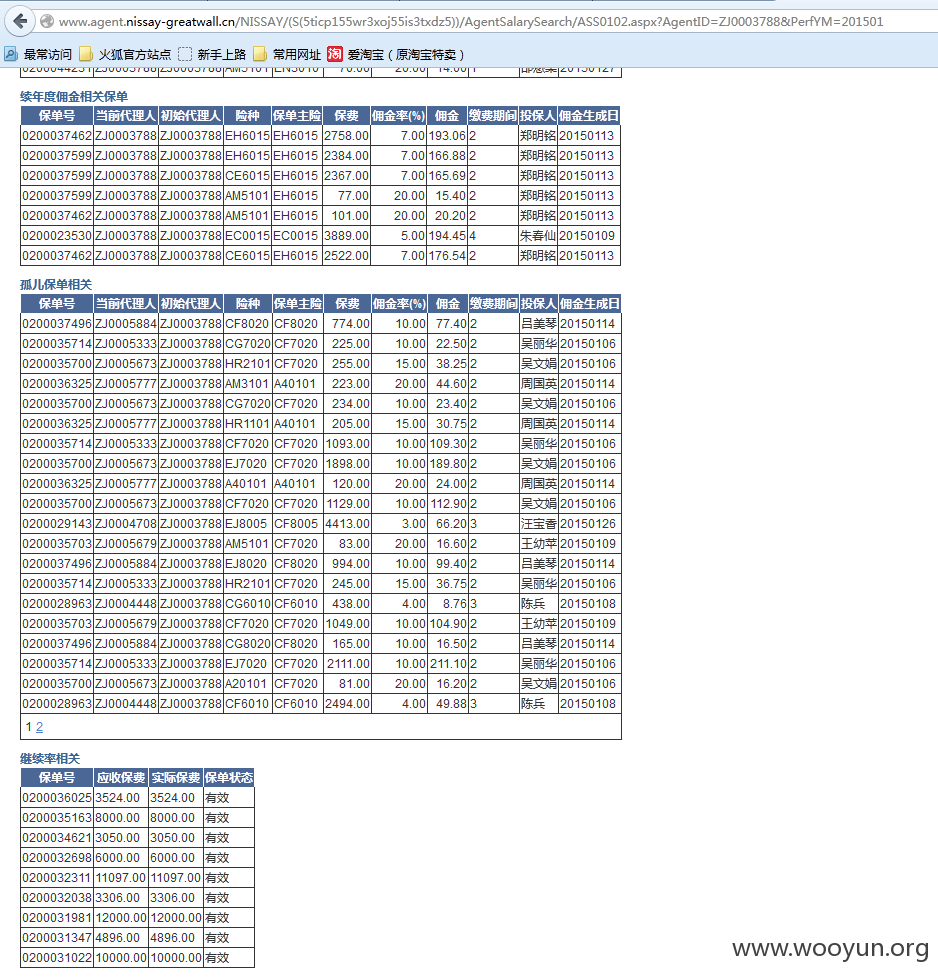 www.agent.nissay-greatwall.cn/NISSAY/(S(5ticp155wr3xoj55is3txdz5))/AgentSalarySearch/ASS0102.aspx?AgentID=ZJ0003788&PerfYM=201501
最常访问 火狐官方站点 新手上路 常用网址 淘 爱淘宝（原淘宝特卖）
续年度佣金相关保单
保单号 当前代理人 初始代理人 险种 保单主险 保费 佣金率(%) 佣金 缴费期间 投保人 佣金生成日
0200037462 ZJ0003788 ZJ0003788 EH6015 EH6015 2758.00 7.00 193.06 2 郑明铭 20150113
0200037599 ZJ0003788 ZJ0003788 EH6015 EH6015 2384.00 7.00 166.88 2 郑明铭 20150113
0200037599 ZJ0003788 ZJ0003788 CE6015 EH6015 2367.00 7.00 165.69 2 郑明铭 20150113
0200037599 ZJ0003788 ZJ0003788 AM5101 EH6015 77.00 20.00 15.40 2 郑明铭 20150113
0200037462 ZJ0003788 ZJ0003788 AM5101 EH6015 101.00 20.00 20.20 2 郑明铭 20150113
0200023530 ZJ0003788 ZJ0003788 EC0015 EC0015 3889.00 5.00 194.45 4 朱春仙 20150109
0200037462 ZJ0003788 ZJ0003788 CE6015 EH6015 2522.00 7.00 176.54 2 郑明铭 20150113
孤儿保单相关
保单号 当前代理人 初始代理人 险种 保单主险 保费 佣金率(%) 佣金 缴费期间 投保人 佣金生成日
0200037496 ZJ0005884 ZJ0003788 CF8020 CF8020 774.00 10.00 77.40 2 吕美琴 20150114
0200035714 ZJ0005333 ZJ0003788 CG7020 CF7020 225.00 10.00 22.50 2 吴丽华 20150106
0200035700 ZJ0005673 ZJ0003788 HR2101 CF7020 255.00 15.00 38.25 2 吴文娟 20150106
0200036325 ZJ0005777 ZJ0003788 AM3101 A40101 223.00 20.00 44.60 2 周国英 20150114
0200035700 ZJ0005673 ZJ0003788 CG7020 CF7020 234.00 10.00 23.40 2 吴文娟 20150106
0200036325 ZJ0005777 ZJ0003788 HR1101 A40101 205.00 15.00 30.75 2 周国英 20150114
0200035714 ZJ0005333 ZJ0003788 CF7020 CF7020 1093.00 10.00 109.30 2 吴丽华 20150106
0200035700 ZJ0005673 ZJ0003788 EJ7020 CF7020 1898.00 10.00 189.80 2 吴文娟 20150106
0200036325 ZJ0005777 ZJ0003788 A40101 A40101 120.00 20.00 24.00 2 周国英 20150114
0200035700 ZJ0005673 ZJ0003788 CF7020 CF7020 1129.00 10.00 112.90 2 吴文娟 20150106
0200029143 ZJ0004708 ZJ0003788 EJ8005 CF8005 4413.00 3.00 66.20 3 汪宝香 20150126
0200035703 ZJ0005679 ZJ0003788 AM5101 CF7020 83.00 20.00 16.60 2 王幼苹 20150109
0200037496 ZJ0005884 ZJ0003788 EJ8020 CF8020 994.00 10.00 99.40 2 吕美琴 20150114
0200035714 ZJ0005333 ZJ0003788 HR2101 CF7020 245.00 15.00 36.75 2 吴丽华 20150106
0200028963 ZJ0004448 ZJ0003788 CG6010 CF6010 438.00 4.00 8.76 3 陈兵 20150108
0200035703 ZJ0005679 ZJ0003788 CF7020 CF7020 1049.00 10.00 104.90 2 王幼苹 20150109
0200037496 ZJ0005884 ZJ0003788 CG8020 CF8020 165.00 10.00 16.50 2 吕美琴 20150114
0200035714 ZJ0005333 ZJ0003788 EJ7020 CF7020 2111.00 10.00 211.10 2 吴丽华 20150106
0200035700 ZJ0005673 ZJ0003788 A20101 CF7020 81.00 20.00 16.20 2 吴文娟 20150106
0200028963 ZJ0004448 ZJ0003788 CF6010 CF6010 2494.00 4.00 49.88 3 陈兵 20150108
1 2
继续率相关
保单号 应收保费 实际保费 保单状态
0200036025 3524.00 3524.00 有效
0200035163 8000.00 8000.00 有效
0200034621 3050.00 3050.00 有效
0200032698 6000.00 6000.00 有效
0200032311 11097.00 11097.00 有效
0200032038 3306.00 3306.00 有效
0200031981 12000.00 12000.00 有效
0200031347 4896.00 4896.00 有效
0200031022 10000.00 10000.00 有效
www.wooyun.org